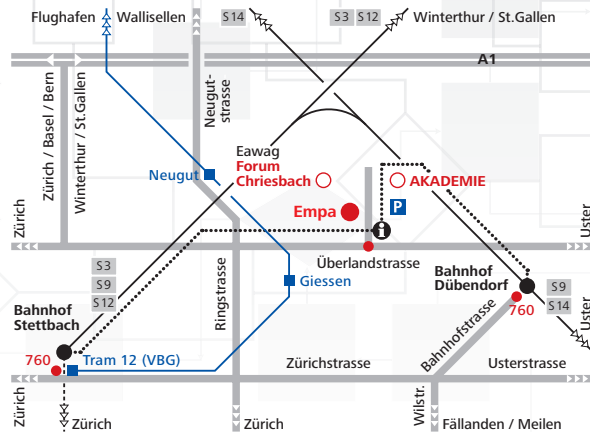 Flughafen
Wallisellen
S14
S3
S12
Winterthur / St.Gallen
A1
Zürich / Basel / Bern
Winterthur / St.Gallen
Neugut-
strasse
Eawag
Forum
Chriesbach
Neugut
AKADEMIE
P
Empa
i
Zürich
Uster
Überlandstrasse
S3
S9
S12
Ringstrasse
Giessen
Bahnhof
Dübendorf
S9
S14
760
Bahnhof
Stettbach
Uster
Bahnhofstrasse
760
Tram 12 (VBG)
Zürichstrasse
Usterstrasse
Zürich
Zürich
Zürich
Wilstr.
Fällanden / Meilen